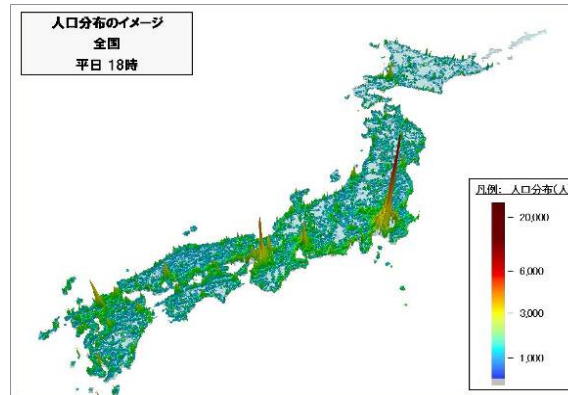 人口分布のイメージ
全国
平日 18時
凡例: 人口分布(人
20,000
6,000
3,000
1,000